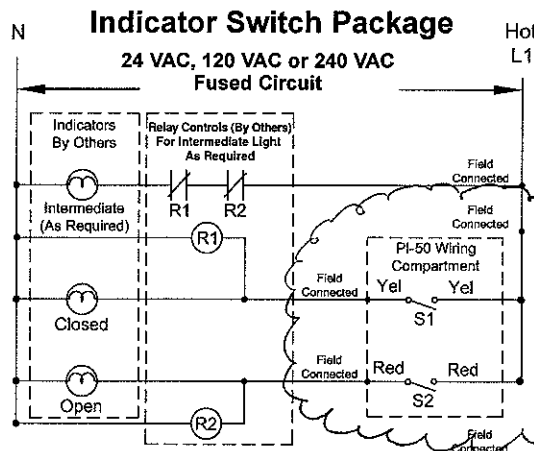 Indicator Switch Package
N
Hot
L1
24 VAC, 120 VAC or 240 VAC
Fused Circuit
Indicators
By Others
Relay Controls (By Others)
For Intermediate Light
As Required
Field
Connected
R1
R2
Intermediate
(As Required)
Field
Connected
R1
PI-50 Wiring
Compartment
Field
Connected
Yel
Yel
S1
Closed
Field
Connected
Red
Red
S2
Open
R2
Field
Connected